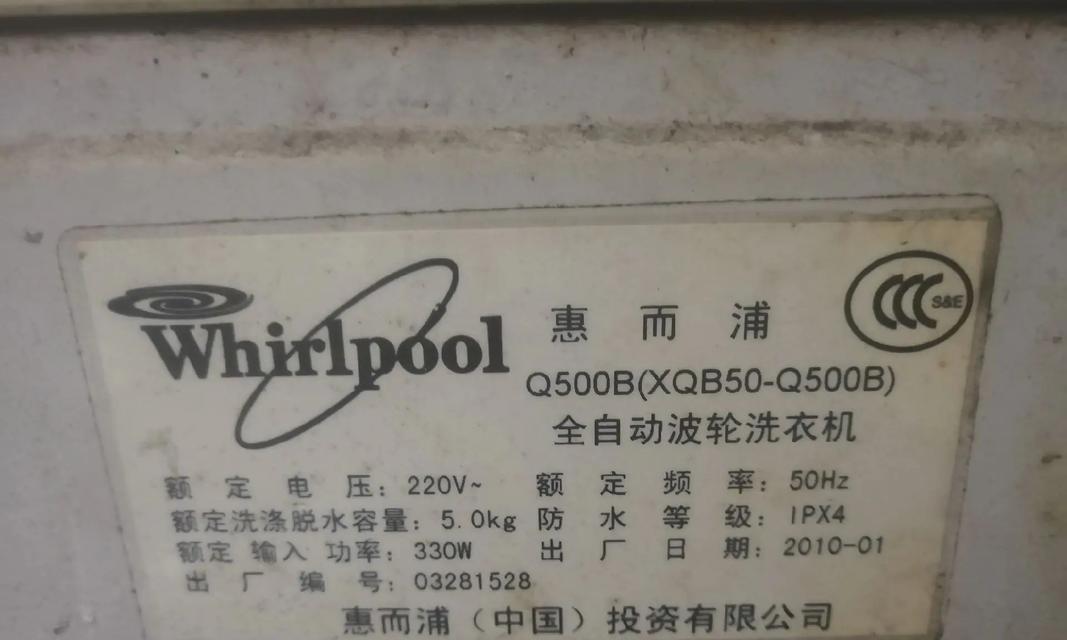 Whirlpool 惠而浦
CCC S&E
Q500B(XQB50-Q500B)
全自动波轮洗衣机
额定电压：220V~ 额定频率：50Hz
额定洗涤脱水容量：5.0kg 防水等级：IPX4
额定输入功率：330W 出厂日期：2010-01
出厂编号：03281528
惠而浦（中国）投资有限公司